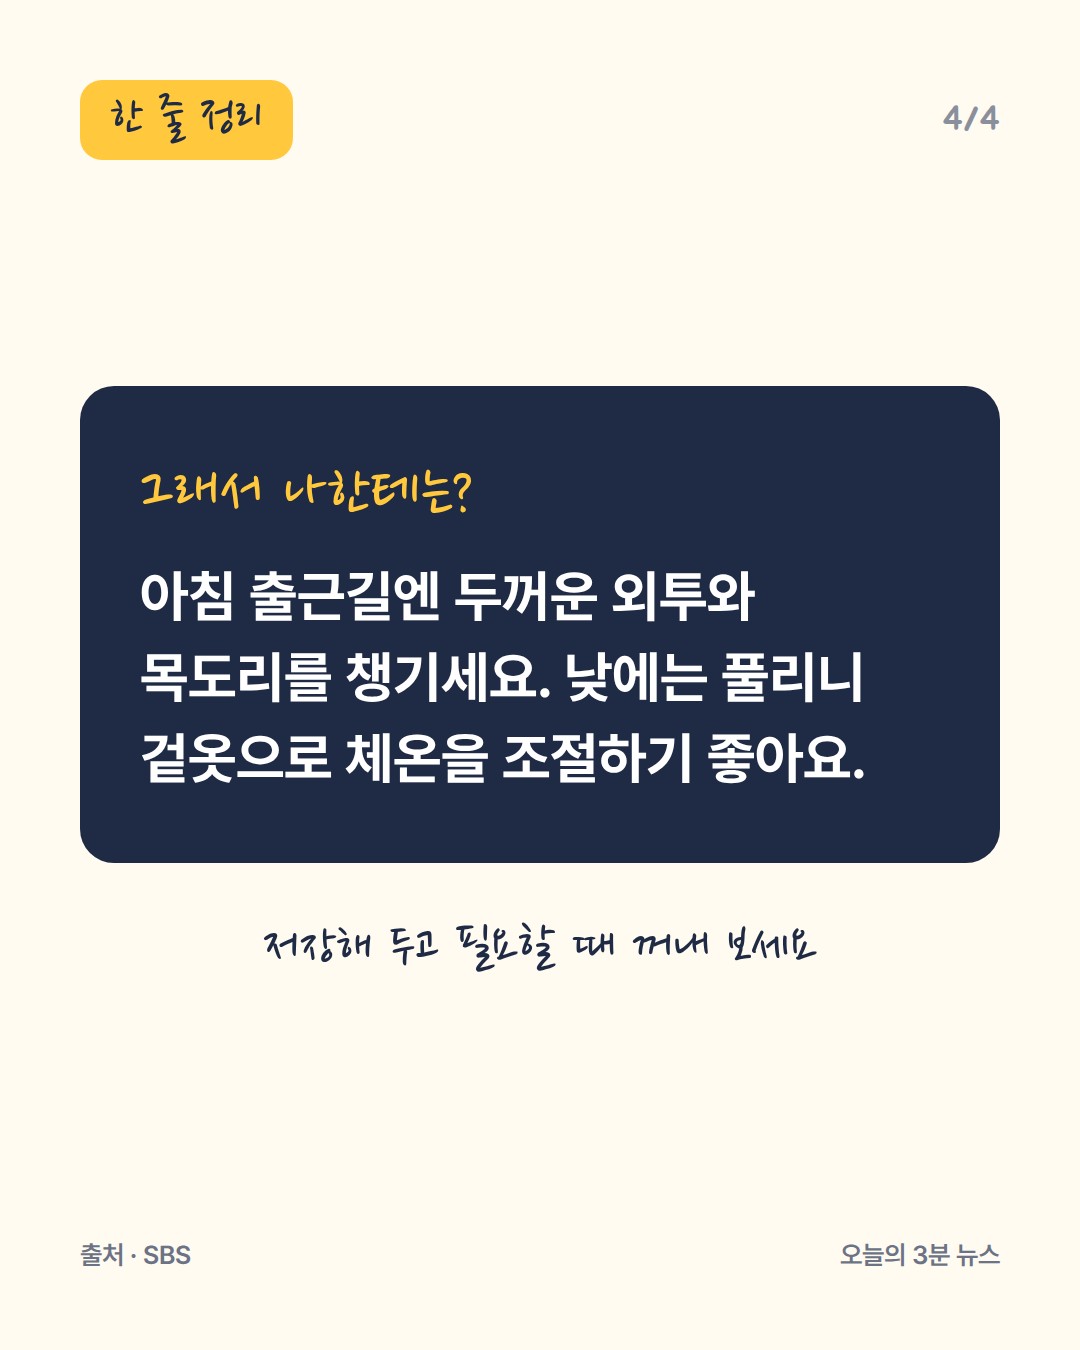 한 줄 정리
4/4
그래서 나한테는?
아침 출근길엔 두꺼운 외투와
목도리를 챙기세요. 낮에는 풀리니
겉옷으로 체온을 조절하기 좋아요.
저장해 두고 필요할 때 꺼내 보세요
출처 · SBS
오늘의 3분 뉴스